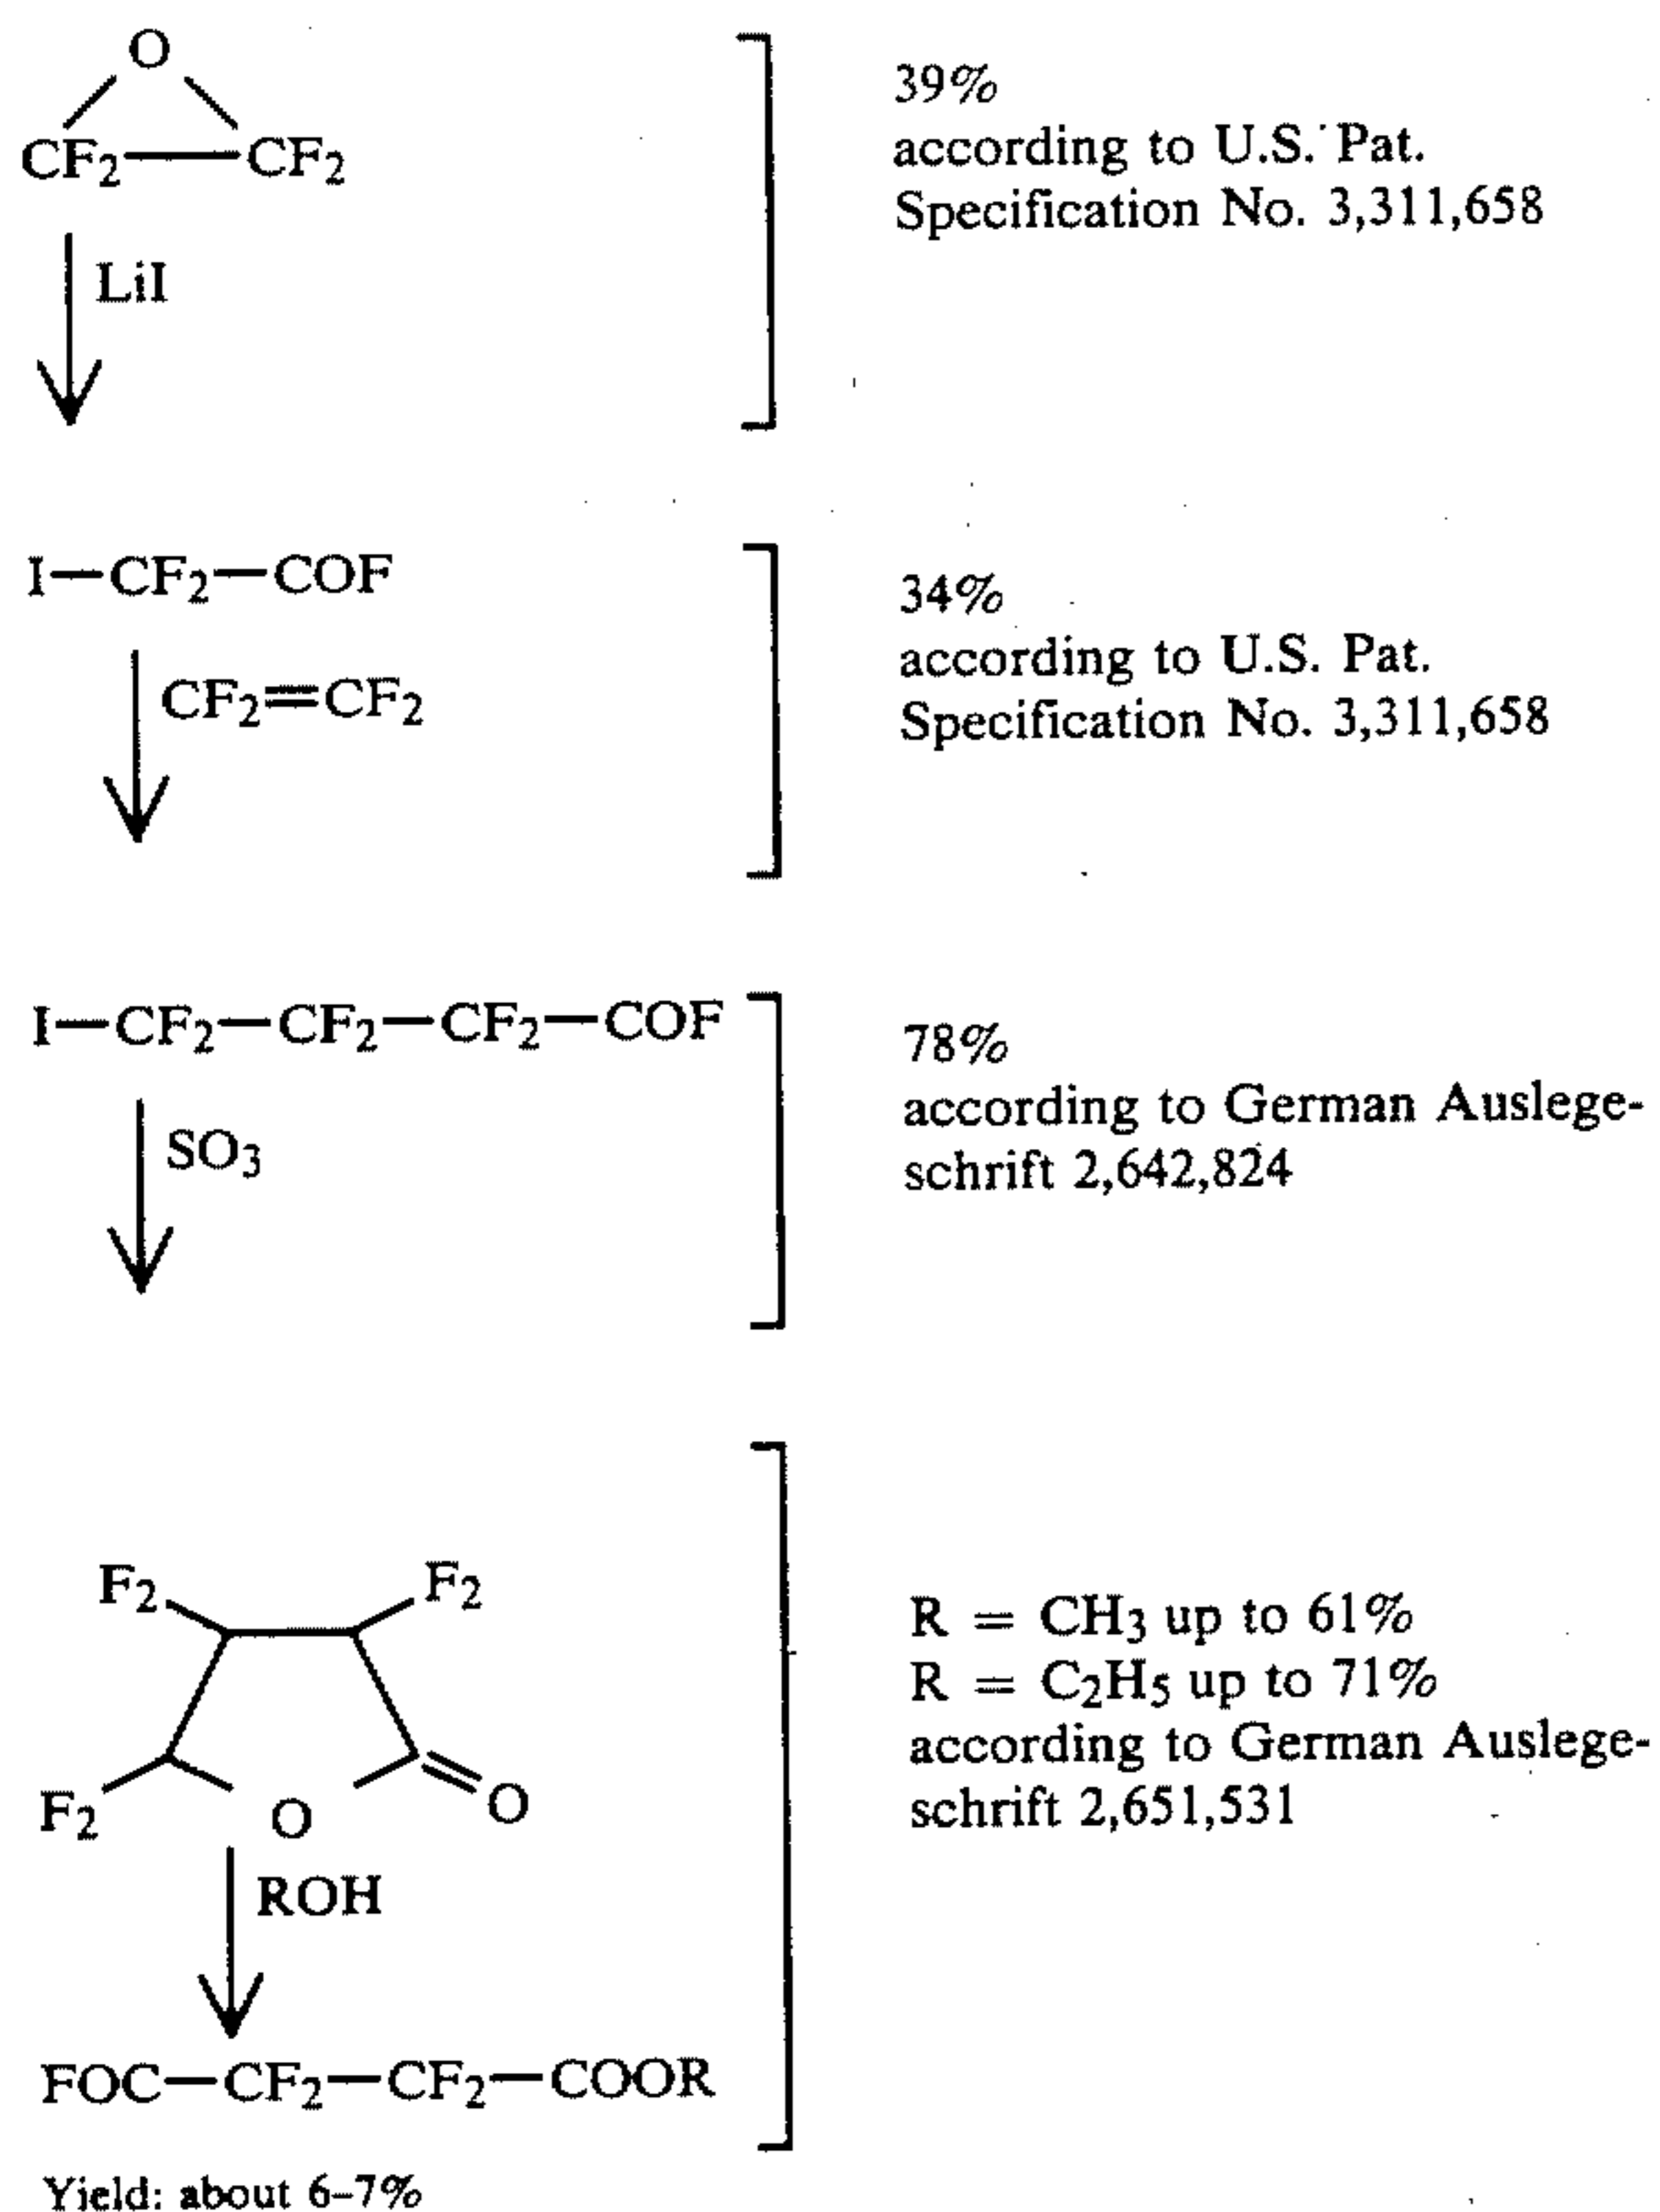 O
CF2—CF2
39%
according to U.S. Pat.
Specification No. 3,311,658
LiI
I—CF2—COF
34%
according to U.S. Pat.
Specification No. 3,311,658
CF2=CF2
I—CF2—CF2—CF2—COF
78%
according to German Auslege-
schrift 2,642,824
SO3
F2 F2
F2 O O
R = CH3 up to 61%
R = C2H5 up to 71%
according to German Auslege-
schrift 2,651,531
ROH
FOC—CF2—CF2—COOR
Yield: about 6–7%